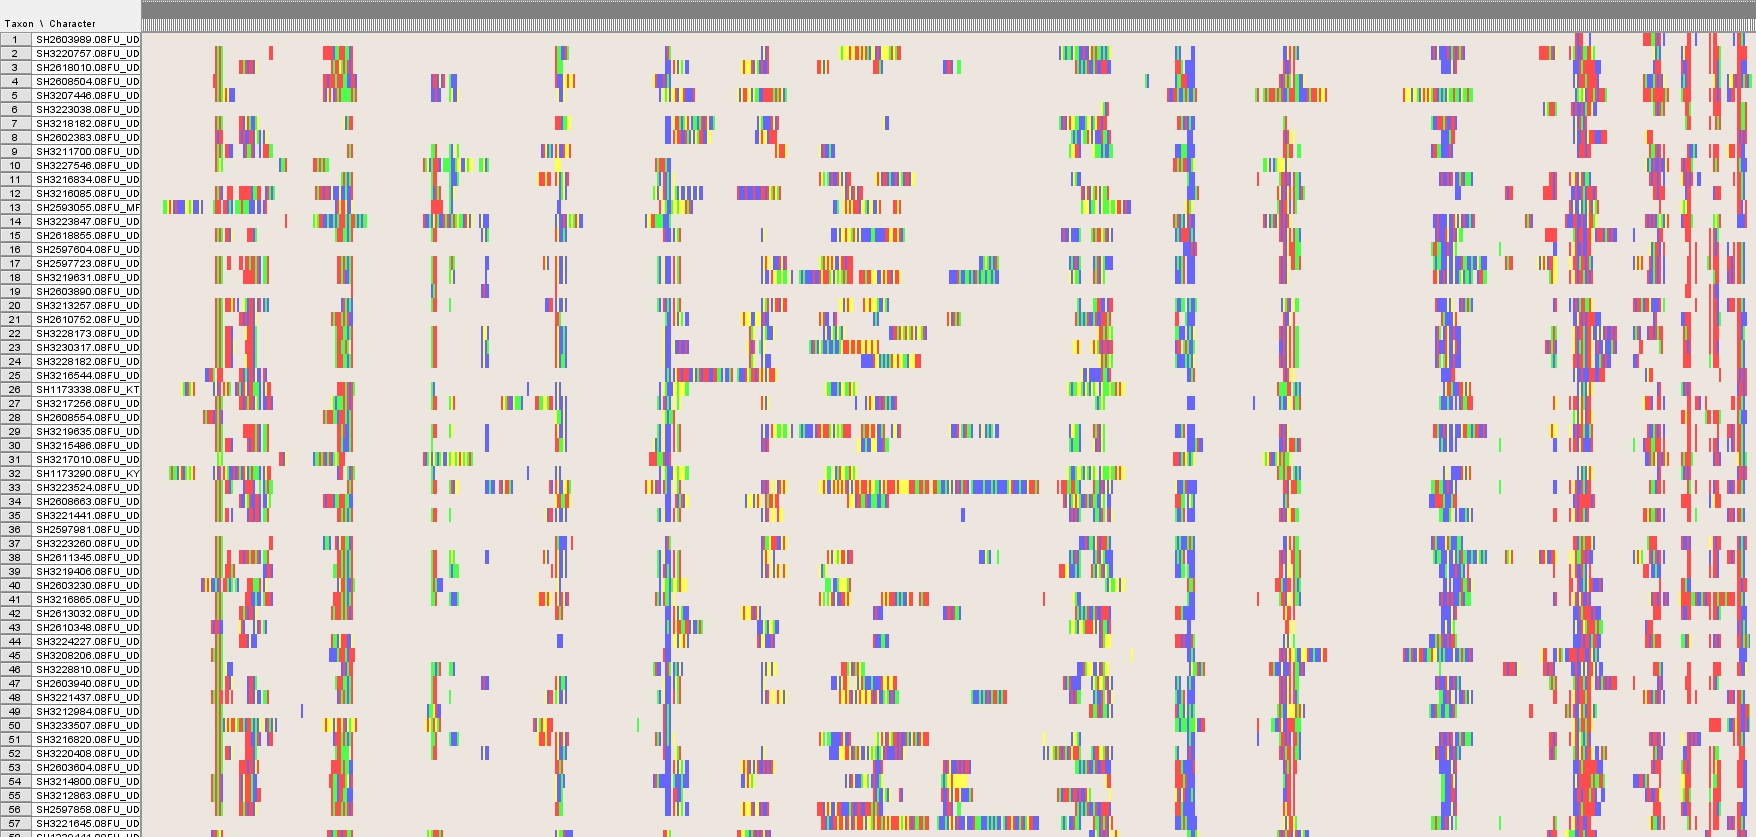 Taxon \ Character
1 SH2603989.08FU_UD
2 SH3220757.08FU_UD
3 SH2618010.08FU_UD
4 SH2608504.08FU_UD
5 SH3207446.08FU_UD
6 SH3223038.08FU_UD
7 SH3218182.08FU_UD
8 SH2602383.08FU_UD
9 SH3211700.08FU_UD
10 SH3227546.08FU_UD
11 SH3216834.08FU_UD
12 SH3216085.08FU_UD
13 SH2593055.08FU_MF
14 SH3223847.08FU_UD
15 SH2618855.08FU_UD
16 SH2597604.08FU_UD
17 SH2597723.08FU_UD
18 SH3219631.08FU_UD
19 SH2603890.08FU_UD
20 SH3213257.08FU_UD
21 SH2610752.08FU_UD
22 SH3228173.08FU_UD
23 SH3230317.08FU_UD
24 SH3228182.08FU_UD
25 SH3216544.08FU_UD
26 SH1173338.08FU_KT
27 SH3217256.08FU_UD
28 SH2608554.08FU_UD
29 SH3219635.08FU_UD
30 SH3215486.08FU_UD
31 SH3217010.08FU_UD
32 SH1173290.08FU_KY
33 SH3223524.08FU_UD
34 SH2608663.08FU_UD
35 SH3221441.08FU_UD
36 SH2597981.08FU_UD
37 SH3223260.08FU_UD
38 SH2611345.08FU_UD
39 SH3219406.08FU_UD
40 SH2603230.08FU_UD
41 SH3216865.08FU_UD
42 SH2613032.08FU_UD
43 SH2610348.08FU_UD
44 SH3224227.08FU_UD
45 SH3208206.08FU_UD
46 SH3228810.08FU_UD
47 SH2603940.08FU_UD
48 SH3221437.08FU_UD
49 SH3212984.08FU_UD
50 SH3233507.08FU_UD
51 SH3216820.08FU_UD
52 SH3220408.08FU_UD
53 SH2603604.08FU_UD
54 SH3214800.08FU_UD
55 SH3212863.08FU_UD
56 SH2597858.08FU_UD
57 SH3221645.08FU_UD